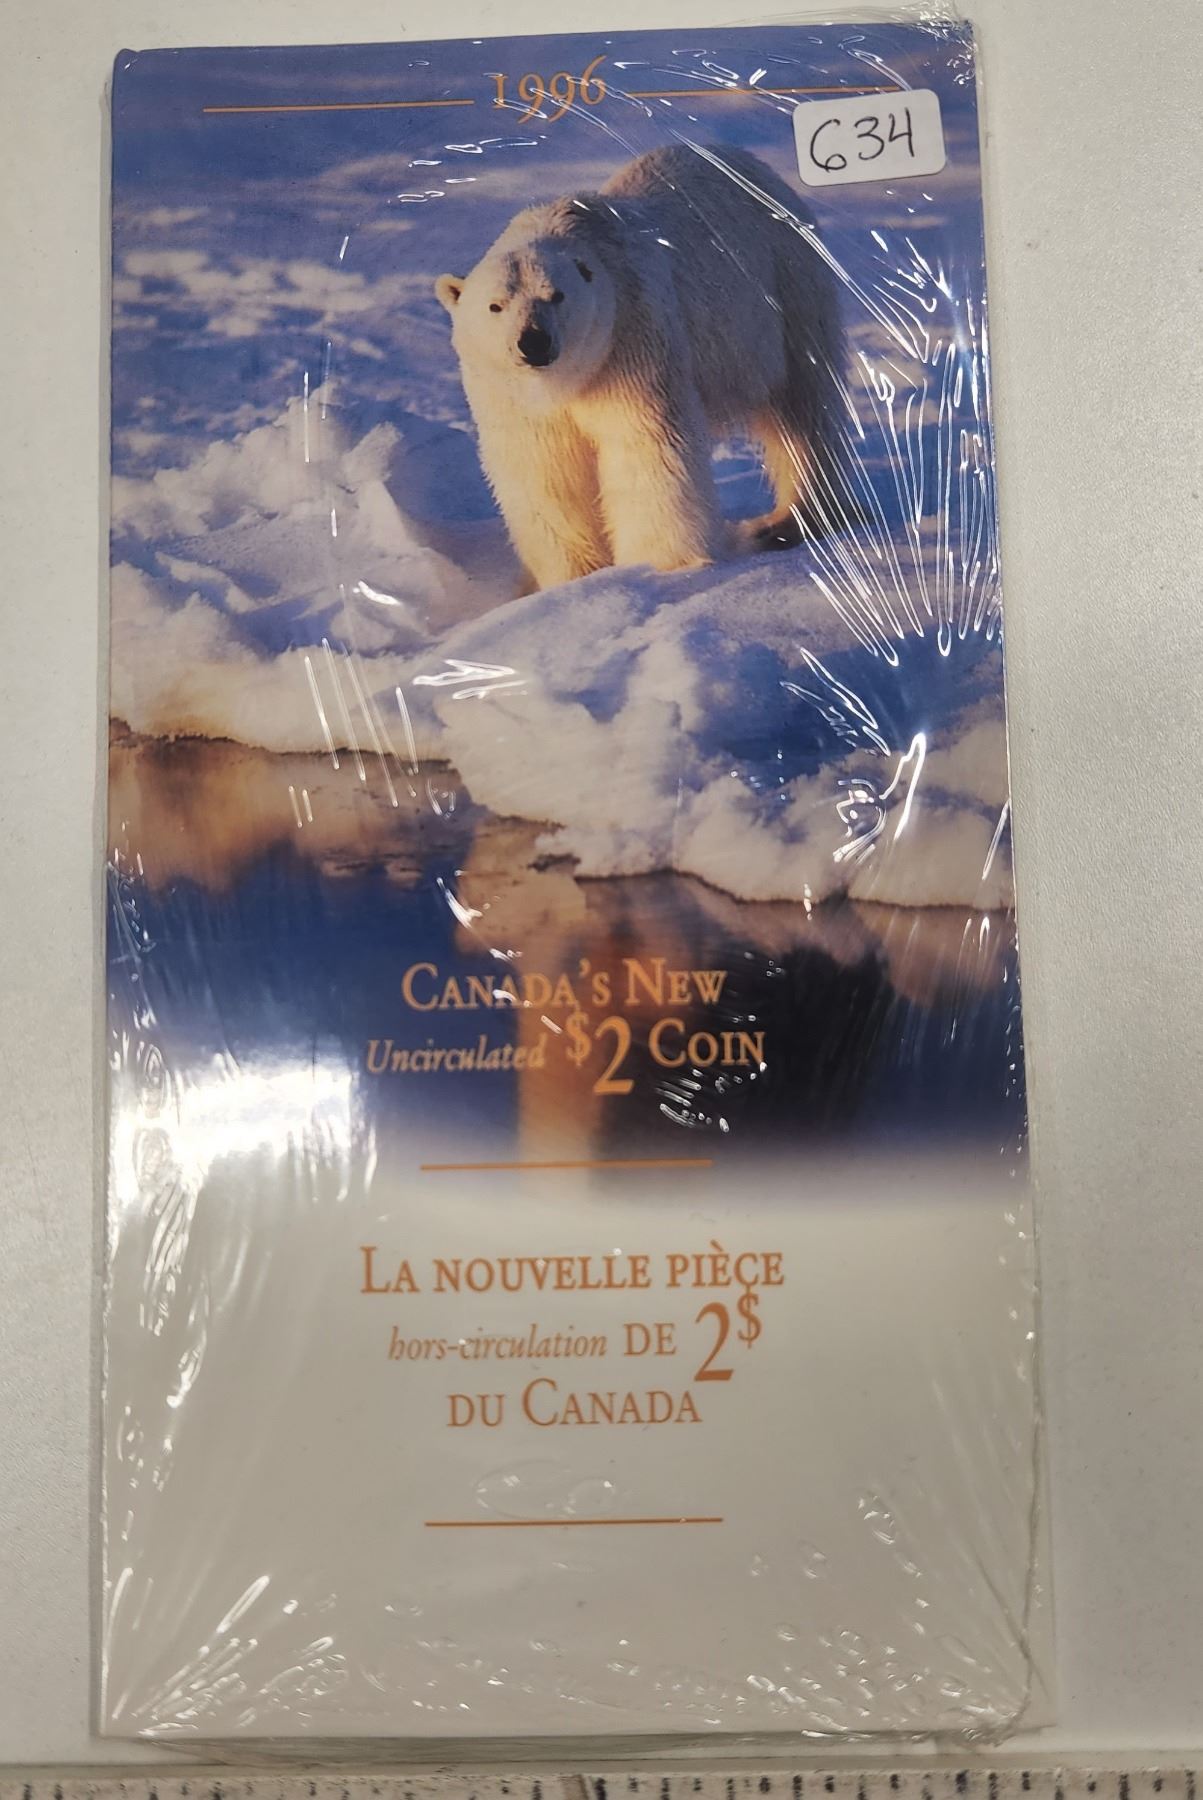 1996
634
CANADA'S NEW
Uncirculated $2 COIN
LA NOUVELLE PIÈCE
hors-circulation DE 2$
DU CANADA